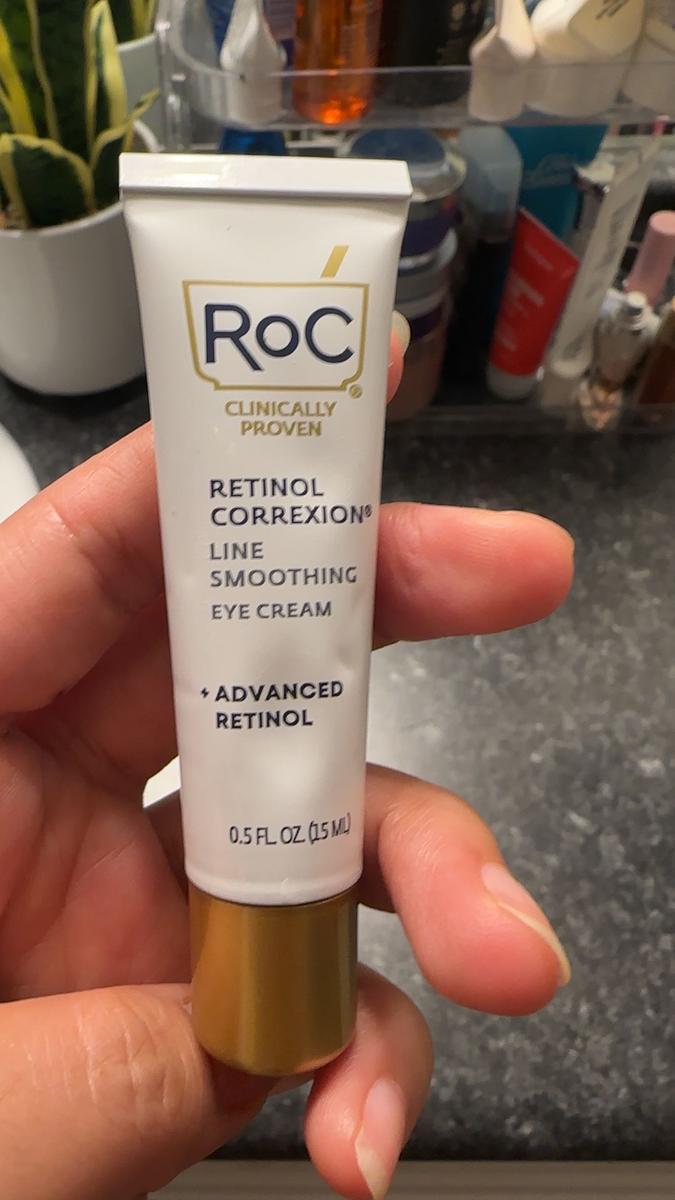 RoC®
CLINICALLY
PROVEN
RETINOL
CORREXION®
LINE
SMOOTHING
EYE CREAM
ADVANCED
RETINOL
0.5 FL. OZ. (15 ML)